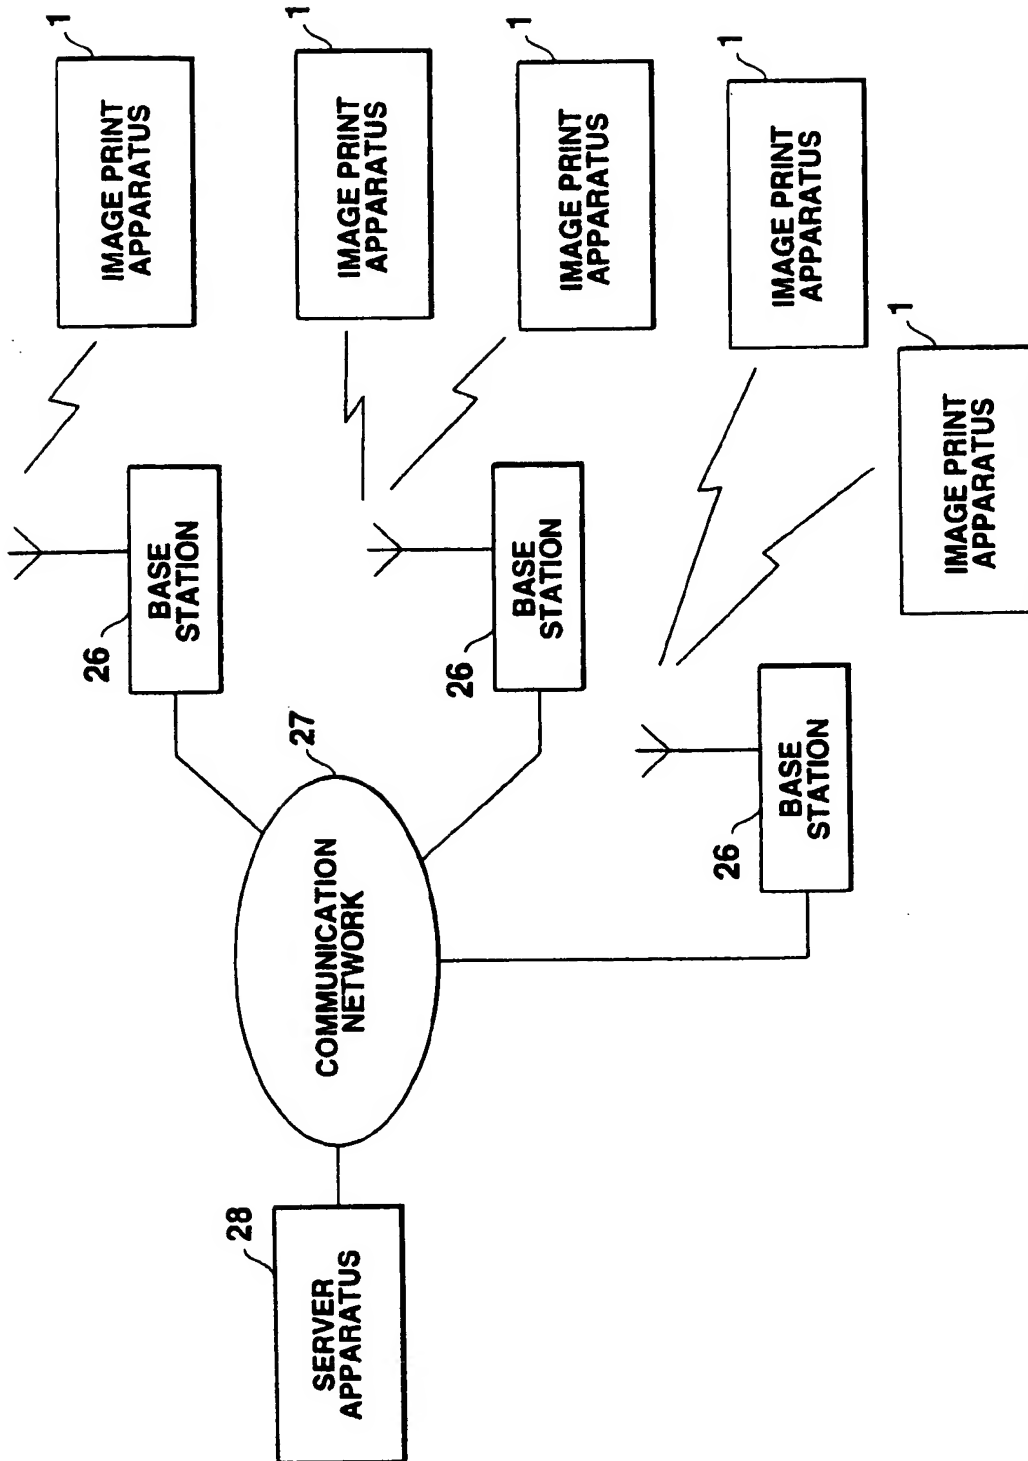 1
IMAGE PRINT
APPARATUS
1
IMAGE PRINT
APPARATUS
1
IMAGE PRINT
APPARATUS
1
IMAGE PRINT
APPARATUS
1
IMAGE PRINT
APPARATUS
26
BASE
STATION
26
BASE
STATION
26
BASE
STATION
27
COMMUNICATION
NETWORK
28
SERVER
APPARATUS